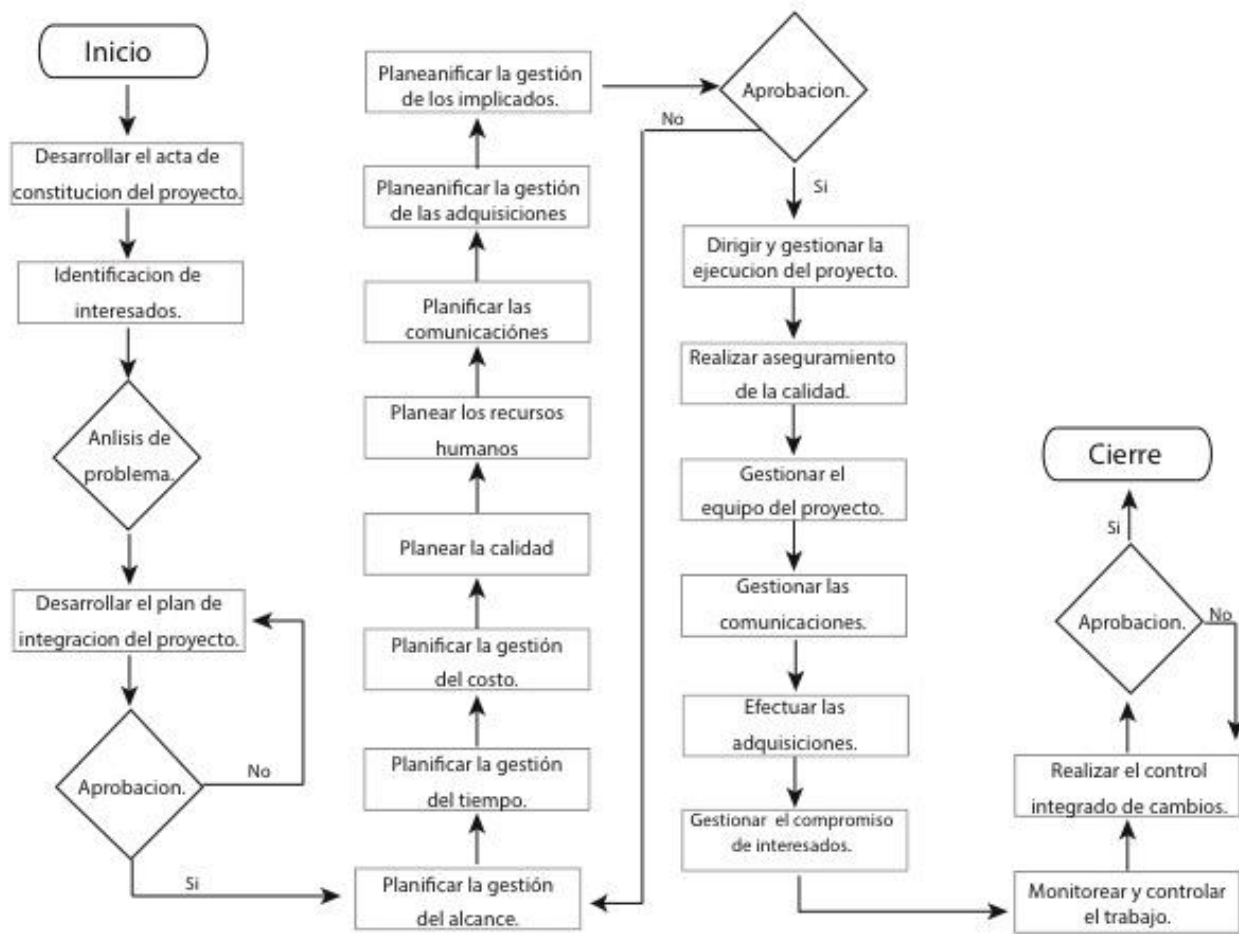 Inicio
Desarrollar el acta de
constitucion del proyecto.
Identificacion de
interesados.
Anlisis de
problema.
Desarrollar el plan de
integracion del proyecto.
Aprobacion.
No
Si
Planificar la gestión
del alcance.
Planificar la gestión
del tiempo.
Planificar la gestión
del costo.
Planear la calidad
Planear los recursos
humanos
Planificar las
comunicaciónes
Planeanificar la gestión
de las adquisiciones
Planeanificar la gestión
de los implicados.
Aprobacion.
No
Si
Dirigir y gestionar la
ejecucion del proyecto.
Realizar aseguramiento
de la calidad.
Gestionar el
equipo del proyecto.
Gestionar las
comunicaciones.
Efectuar las
adquisiciones.
Gestionar el compromiso
de interesados.
Monitorear y controlar
el trabajo.
Realizar el control
integrado de cambios.
Aprobacion.
No
Si
Cierre